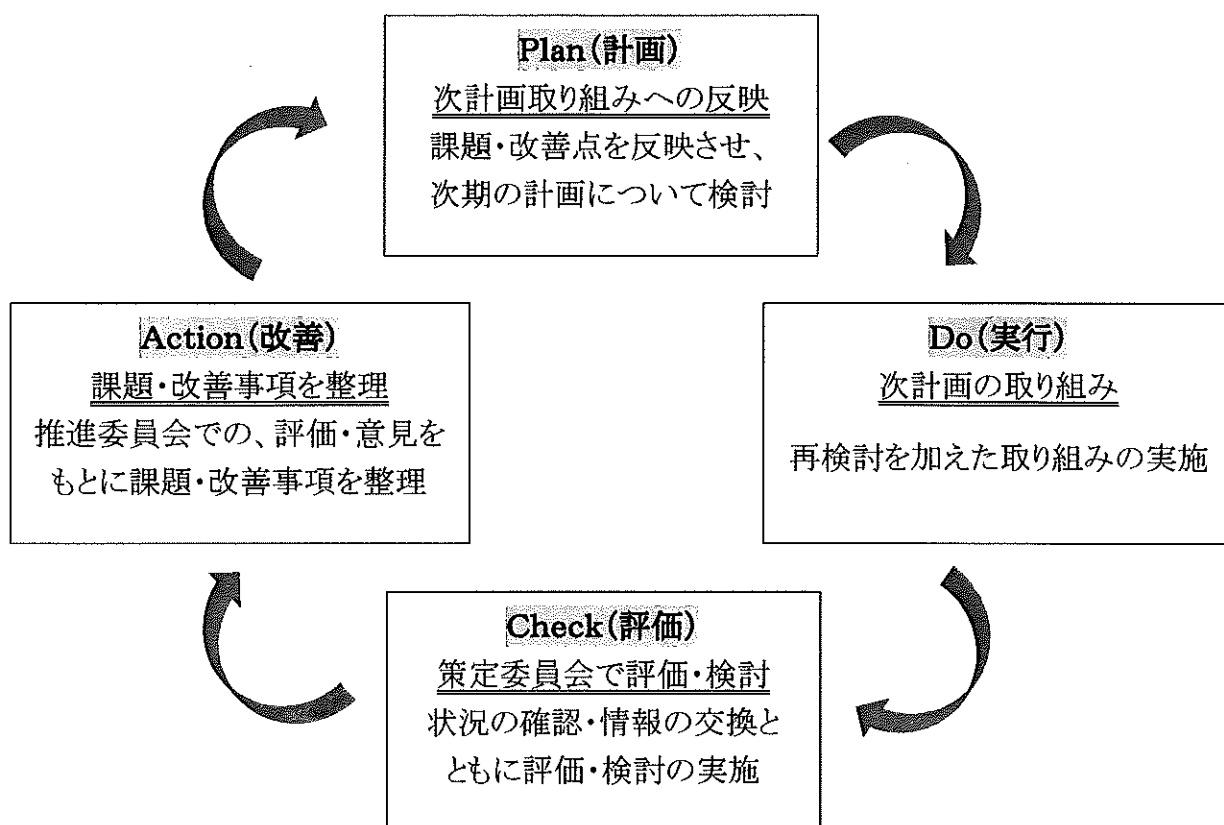 Plan(計画)
次計画取り組みへの反映
課題・改善点を反映させ、
次期の計画について検討
Action(改善)
課題・改善事項を整理
推進委員会での、評価・意見を
もとに課題・改善事項を整理
Do(実行)
次計画の取り組み
再検討を加えた取り組みの実施
Check(評価)
策定委員会で評価・検討
状況の確認・情報の交換と
ともに評価・検討の実施